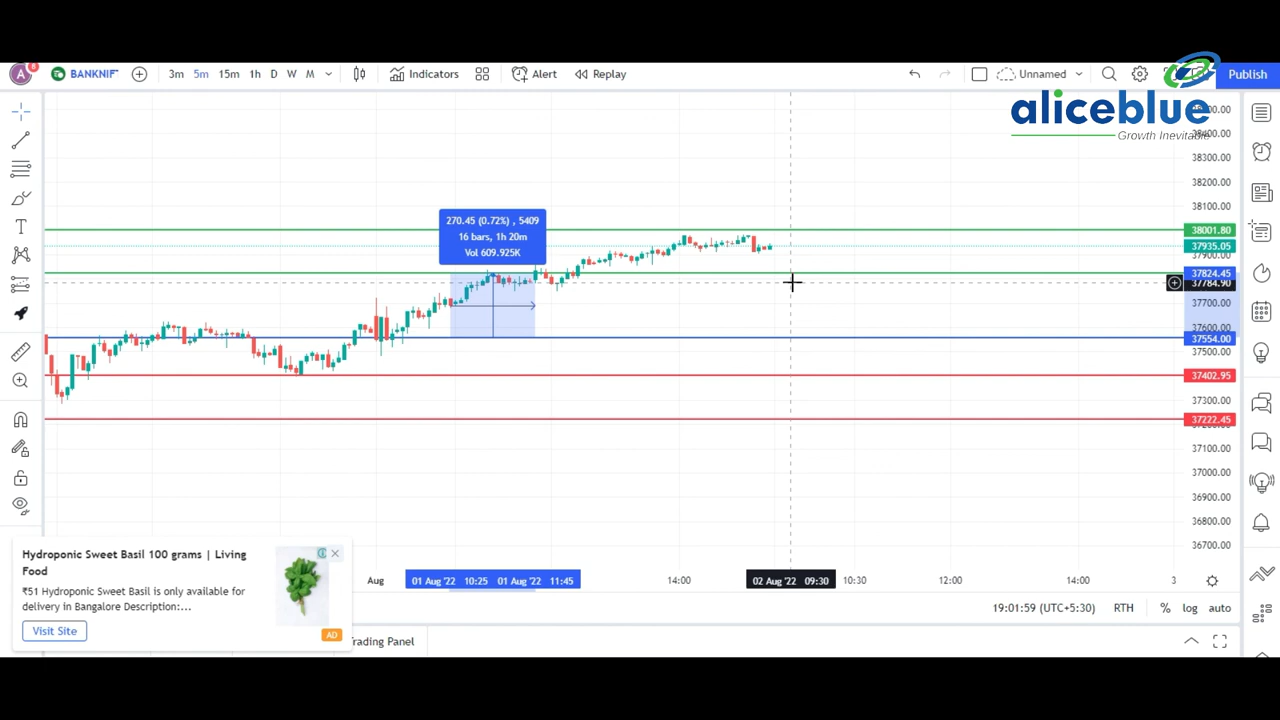 A
8
BANKNIF
3m 5m 15m 1h D W M
Indicators
Alert
Replay
Unnamed
Publish
aliceblue
Growth Inevitable
38400.00
38300.00
38200.00
38100.00
38001.80
37935.05
37900.00
37824.45
37784.90
37700.00
37600.00
37554.00
37500.00
37402.95
37300.00
37222.45
37100.00
37000.00
36900.00
36800.00
36700.00
270.45 (0.72%) , 5409
16 bars, 1h 20m
Vol 609.925K
T
Hydroponic Sweet Basil 100 grams | Living
Food
₹51 Hydroponic Sweet Basil is only available for
delivery in Bangalore Description:...
Visit Site
AD
Aug
01 Aug '22 10:25
01 Aug '22 11:45
14:00
02 Aug '22 09:30
10:30
12:00
14:00
3
19:01:59 (UTC+5:30)
RTH
%
log
auto
Trading Panel